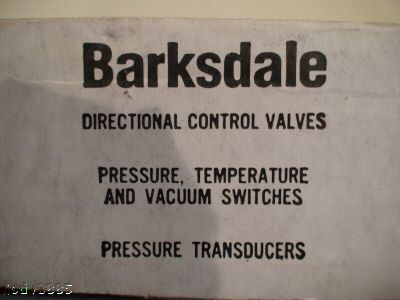 Barksdale
DIRECTIONAL CONTROL VALVES
PRESSURE, TEMPERATURE
AND VACUUM SWITCHES
PRESSURE TRANSDUCERS